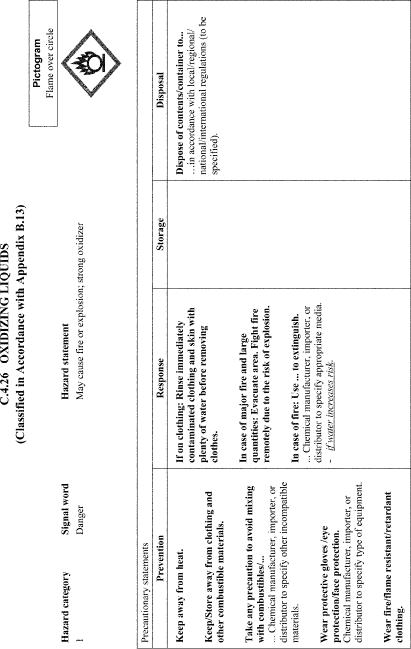 C.4.26 OXIDIZING LIQUIDS
(Classified in Accordance with Appendix B.13)
Pictogram
Flame over circle
Hazard category
Signal word
Hazard statement
1
Danger
May cause fire or explosion; strong oxidizer
Precautionary statements
Prevention
Response
Storage
Disposal
Keep away from heat.
Keep/Store away from clothing and
other combustible materials.
Take any precaution to avoid mixing
with combustibles/...
... Chemical manufacturer, importer, or
distributor to specify other incompatible
materials.
Wear protective gloves /eye
protection/face protection.
Chemical manufacturer, importer, or
distributor to specify type of equipment.
Wear fire/flame resistant/retardant
clothing.
If on clothing: Rinse immediately
contaminated clothing and skin with
plenty of water before removing
clothes.
In case of major fire and large
quantities: Evacuate area. Fight fire
remotely due to the risk of explosion.
In case of fire: Use ... to extinguish.
... Chemical manufacturer, importer, or
distributor to specify appropriate media.
- if water increases risk.
Dispose of contents/container to...
...in accordance with local/regional/
national/international regulations (to be
specified).